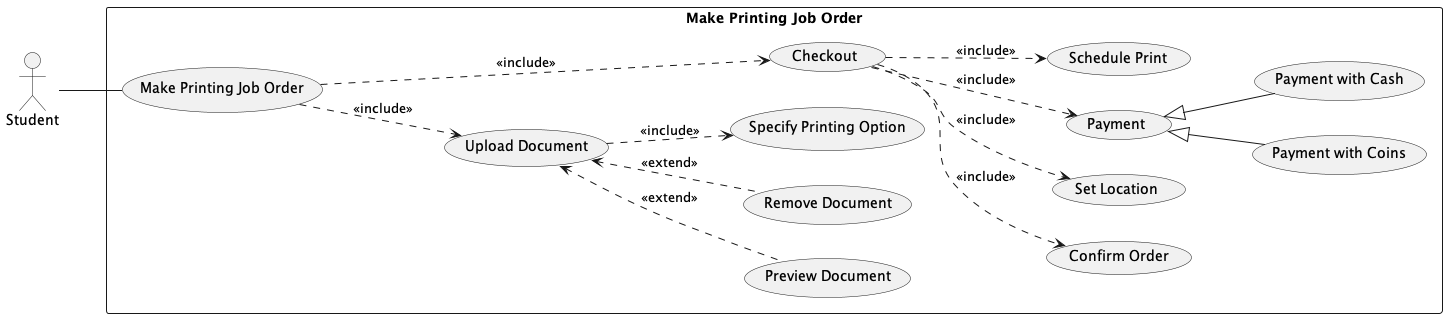 Make Printing Job Order
Student
Make Printing Job Order
«include»
«include»
Checkout
Upload Document
«include»
«extend»
«extend»
Specify Printing Option
Remove Document
Preview Document
«include»
«include»
«include»
«include»
Schedule Print
Payment
Set Location
Confirm Order
Payment with Cash
Payment with Coins